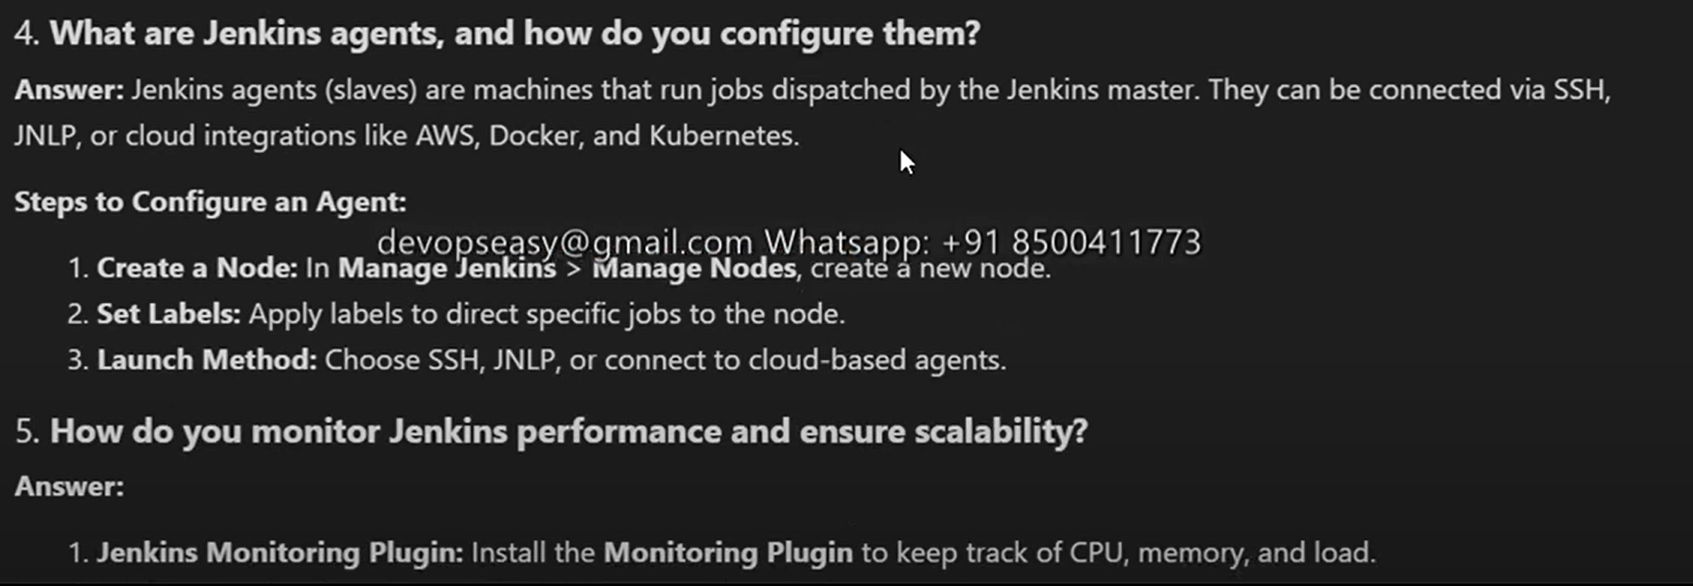 4. What are Jenkins agents, and how do you configure them?
Answer: Jenkins agents (slaves) are machines that run jobs dispatched by the Jenkins master. They can be connected via SSH,
JNLP, or cloud integrations like AWS, Docker, and Kubernetes.
Steps to Configure an Agent:
devopseasy@gmail.com Whatsapp: +91 8500411773
1. Create a Node: In Manage Jenkins > Manage Nodes, create a new node.
2. Set Labels: Apply labels to direct specific jobs to the node.
3. Launch Method: Choose SSH, JNLP, or connect to cloud-based agents.
5. How do you monitor Jenkins performance and ensure scalability?
Answer:
1. Jenkins Monitoring Plugin: Install the Monitoring Plugin to keep track of CPU, memory, and load.